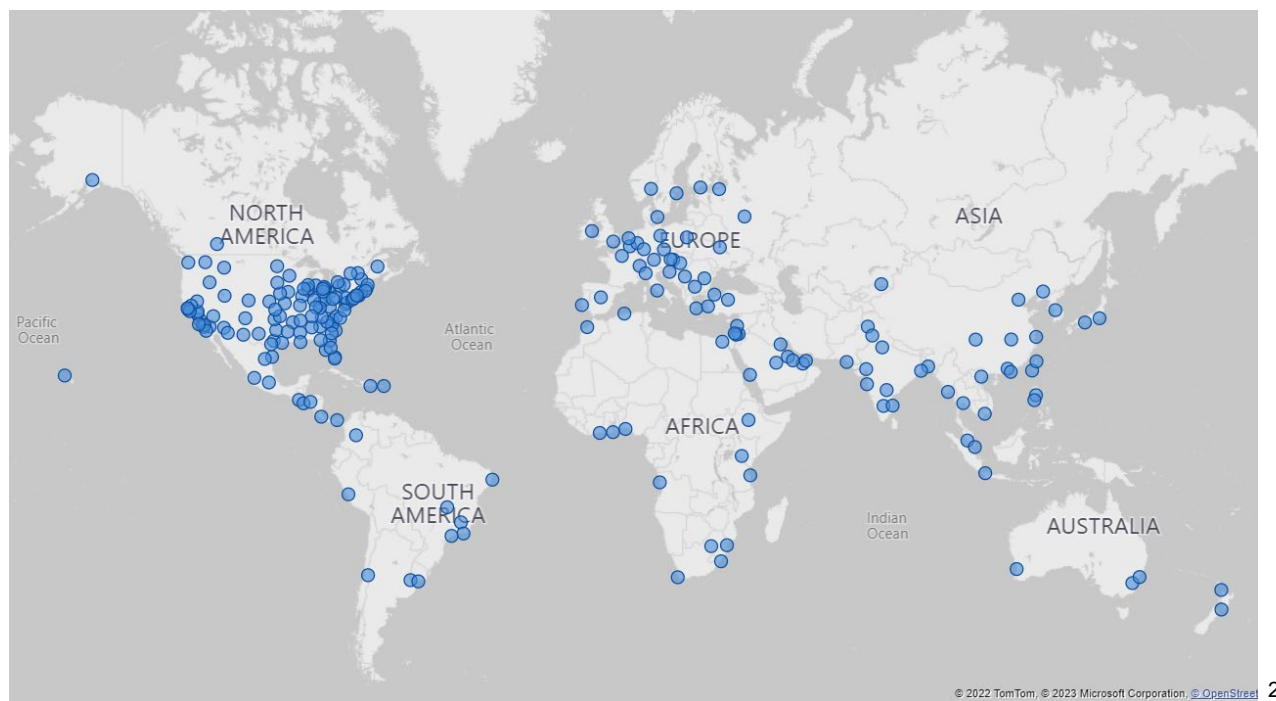 NORTH
AMERICA
EUROPE
ASIA
Pacific
Ocean
Atlantic
Ocean
AFRICA
SOUTH
AMERICA
Indian
Ocean
AUSTRALIA
© 2022 TomTom, © 2023 Microsoft Corporation, © OpenStreet
2